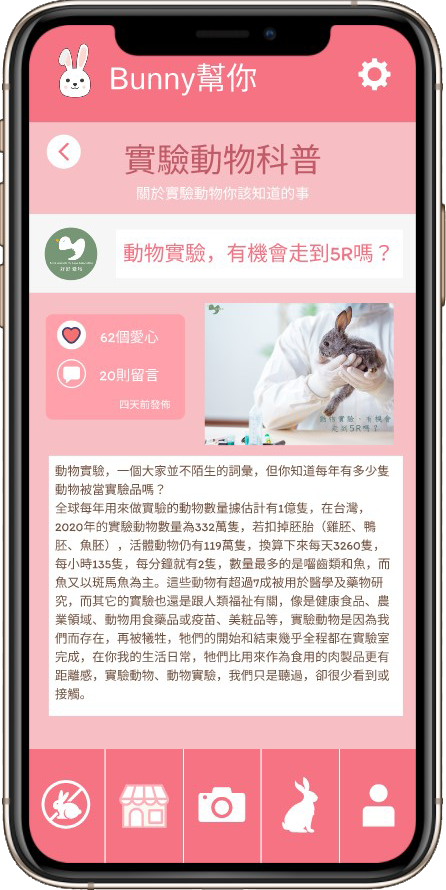 Bunny幫你
實驗動物科普
關於實驗動物你該知道的事
動物實驗，有機會走到5R嗎？
62個愛心
20則留言
四天前發佈
動物實驗、有機會
走到5R嗎？
動物實驗，一個大家並不陌生的詞彙，但你知道每年有多少隻
動物被當實驗品嗎？
全球每年用來做實驗的動物數量據估計有1億隻，在台灣，
2020年的實驗動物數量為332萬隻，若扣掉胚胎（雞胚、鴨
胚、魚胚），活體動物仍有119萬隻，換算下來每天3260隻，
每小時135隻，每分鐘就有2隻，數量最多的是囓齒類和魚，而
魚又以斑馬魚為主。這些動物有超過7成被用於醫學及藥物研
究，而其它的實驗也還是跟人類福祉有關，像是健康食品、農
業領域、動物用食藥品或疫苗、美粧品等，實驗動物是因為我
們而存在，再被犧牲，牠們的開始和結束幾乎全程都在實驗室
完成，在你我的生活日常，牠們比用來作為食用的肉製品更有
距離感，實驗動物、動物實驗，我們只是聽過，卻很少看到或
接觸。